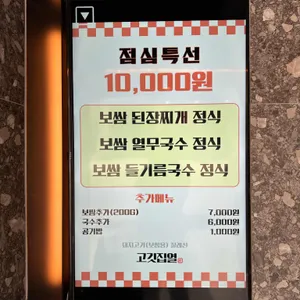 점심특선
10,000원
보쌈 된장찌개 정식
보쌈 열무국수 정식
보쌈 들기름국수 정식
추가메뉴
보쌈추가(200G) 7,000원
국수추가 6,000원
공기밥 1,000원
고깃집열